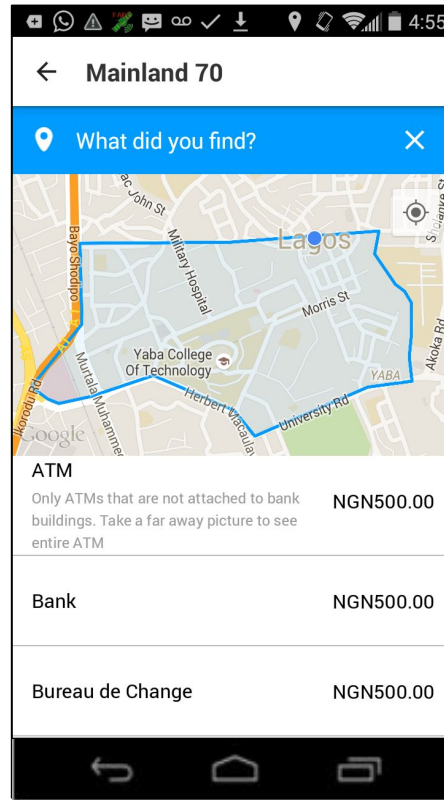 4:55
Mainland 70
What did you find?
ac John St
Bayo Shodipo
Military Hospital
Lagos
Morris St
Yaba College
Of Technology
YABA
Akoka Rd
Ikorodu Rd
Murtala Muhammed
Herbert Macaulay
University Rd
Google
ATM
Only ATMs that are not attached to bank
buildings. Take a far away picture to see
entire ATM
NGN500.00
Bank
NGN500.00
Bureau de Change
NGN500.00